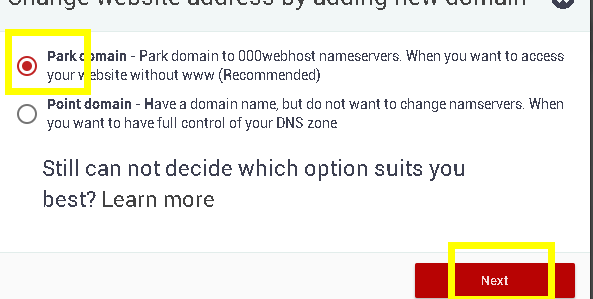 Change website address by adding new domain
Park domain - Park domain to 000webhost nameservers. When you want to access
your website without www (Recommended)
Point domain - Have a domain name, but do not want to change namservers. When
you want to have full control of your DNS zone
Still can not decide which option suits you
best? Learn more
Next